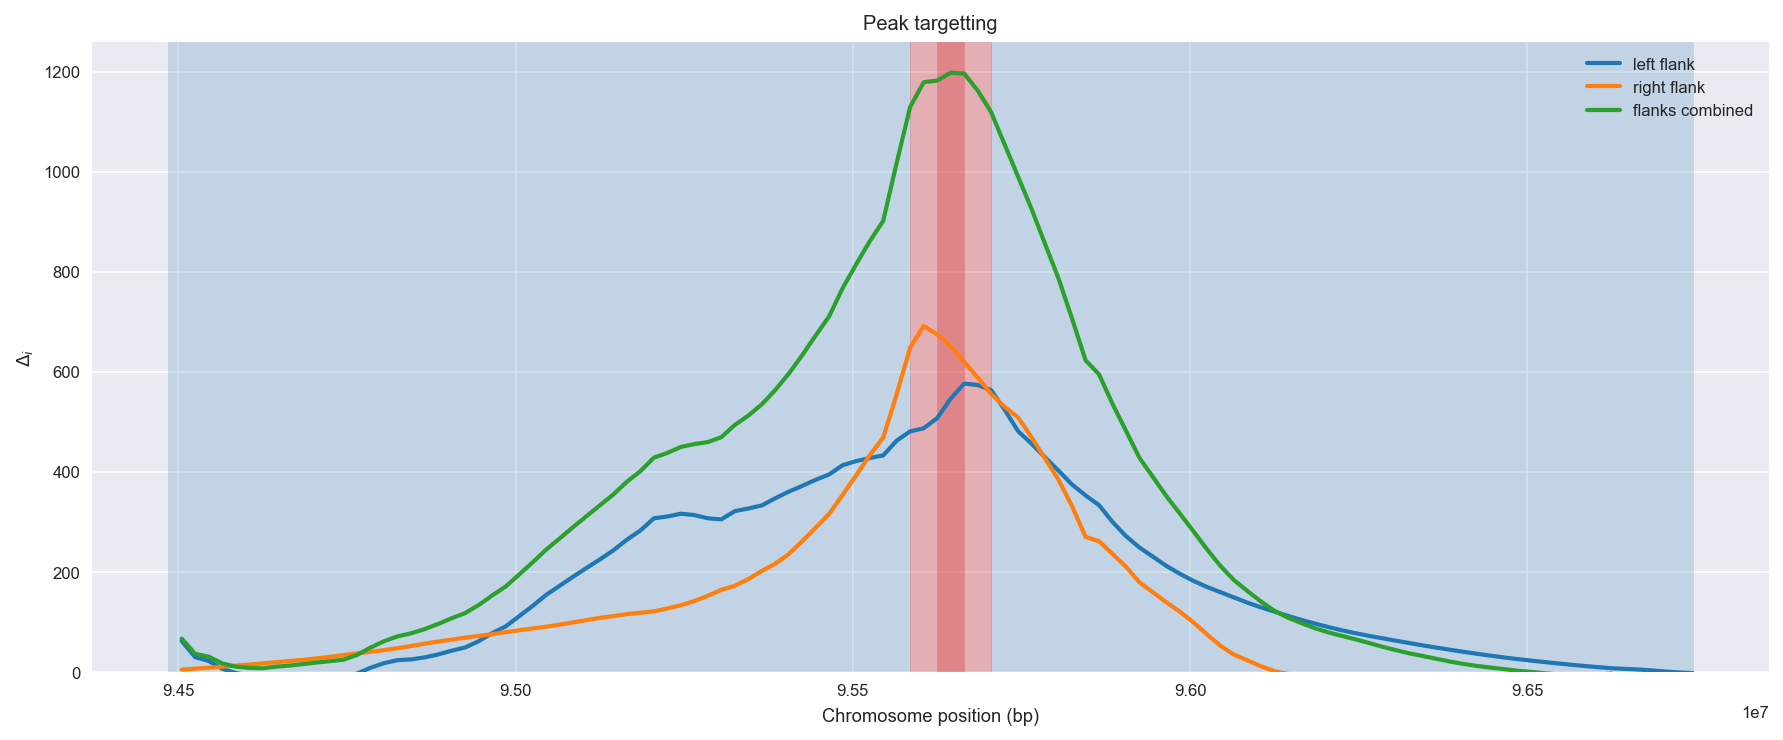 Peak targetting
1200
1000
800
600
400
200
0
Δi
left flank
right flank
flanks combined
9.45
9.50
9.55
9.60
9.65
1e7
Chromosome position (bp)